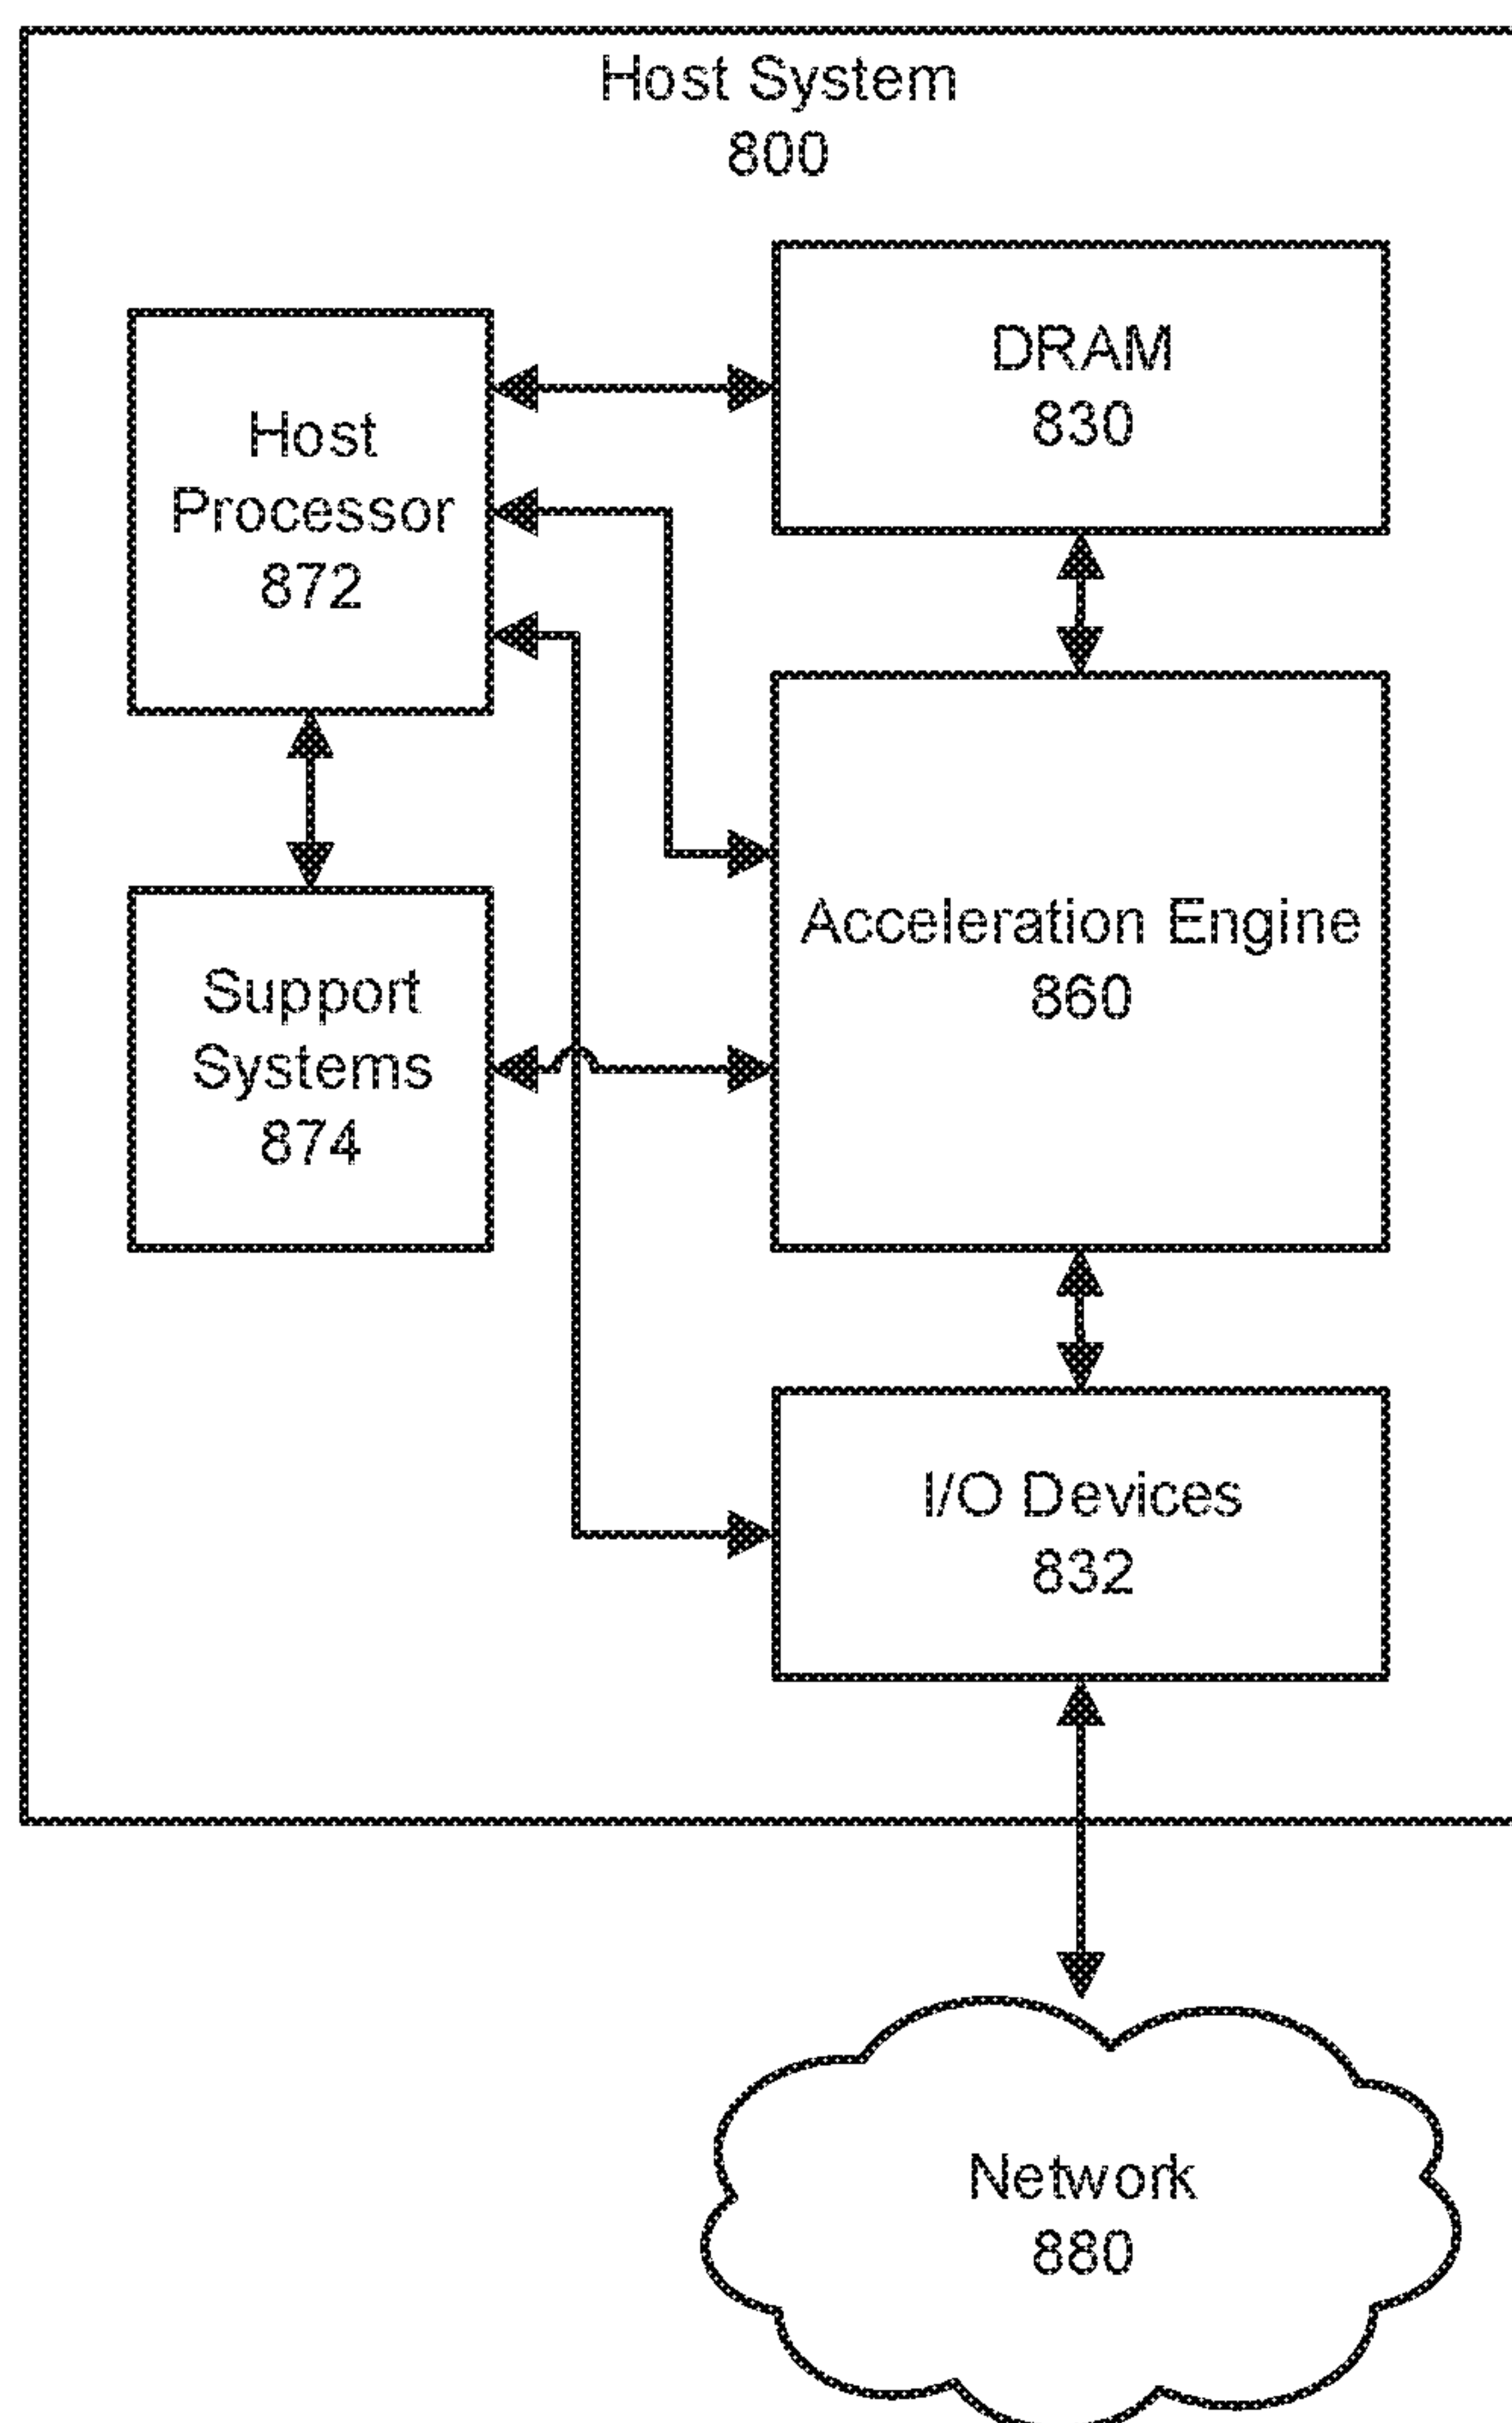 Host System
800
DRAM
830
Host
Processor
872
Acceleration Engine
860
Support
Systems
874
I/O Devices
832
Network
880